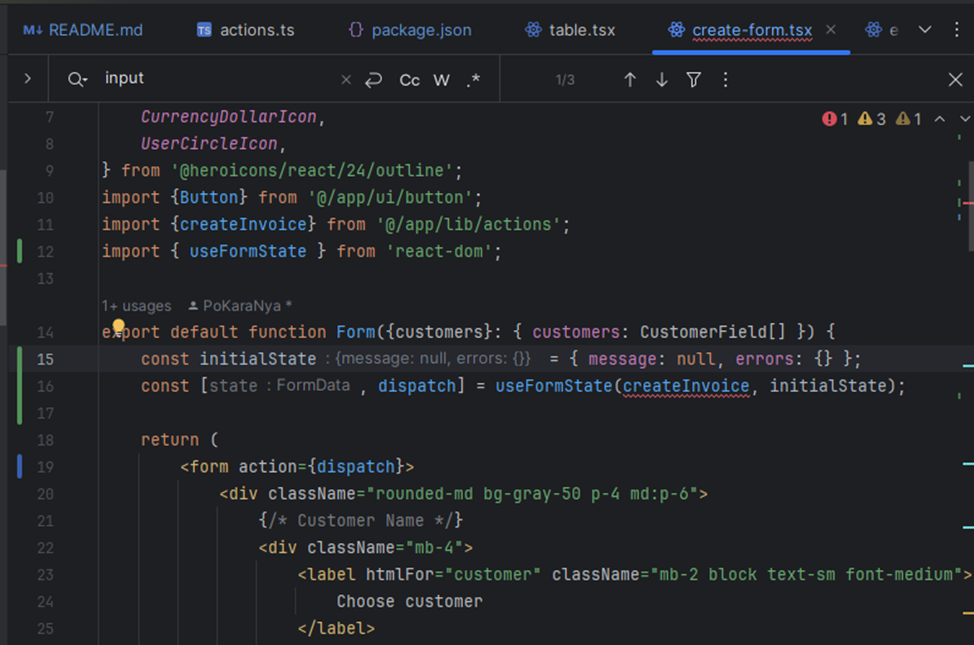 M↓ README.md TS actions.ts {} package.json table.tsx create-form.tsx × e
input × Cc W .* 1/3
7 CurrencyDollarIcon, 1 3 1
8 UserCircleIcon,
9 } from '@heroicons/react/24/outline';
10 import {Button} from '@/app/ui/button';
11 import {createInvoice} from '@/app/lib/actions';
12 import { useFormState } from 'react-dom';
13
1+ usages PoKaraNya *
14 export default function Form({customers}: { customers: CustomerField[] }) {
15 const initialState : {message: null, errors: {}} = { message: null, errors: {} };
16 const [state : FormData , dispatch] = useFormState(createInvoice, initialState);
17
18 return (
19 <form action={dispatch}>
20 <div className="rounded-md bg-gray-50 p-4 md:p-6">
21 {/* Customer Name */}
22 <div className="mb-4">
23 <label htmlFor="customer" className="mb-2 block text-sm font-medium">
24 Choose customer
25 </label>